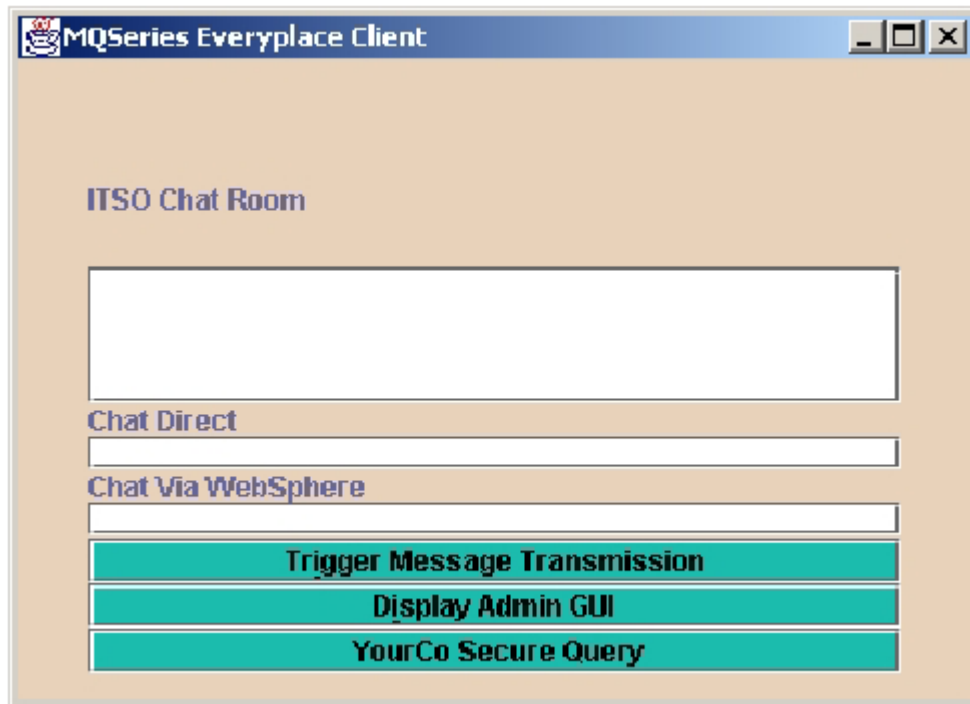 MQSeries Everyplace Client
ITSO Chat Room
Chat Direct
Chat Via WebSphere
Trigger Message Transmission
Display Admin GUI
YourCo Secure Query